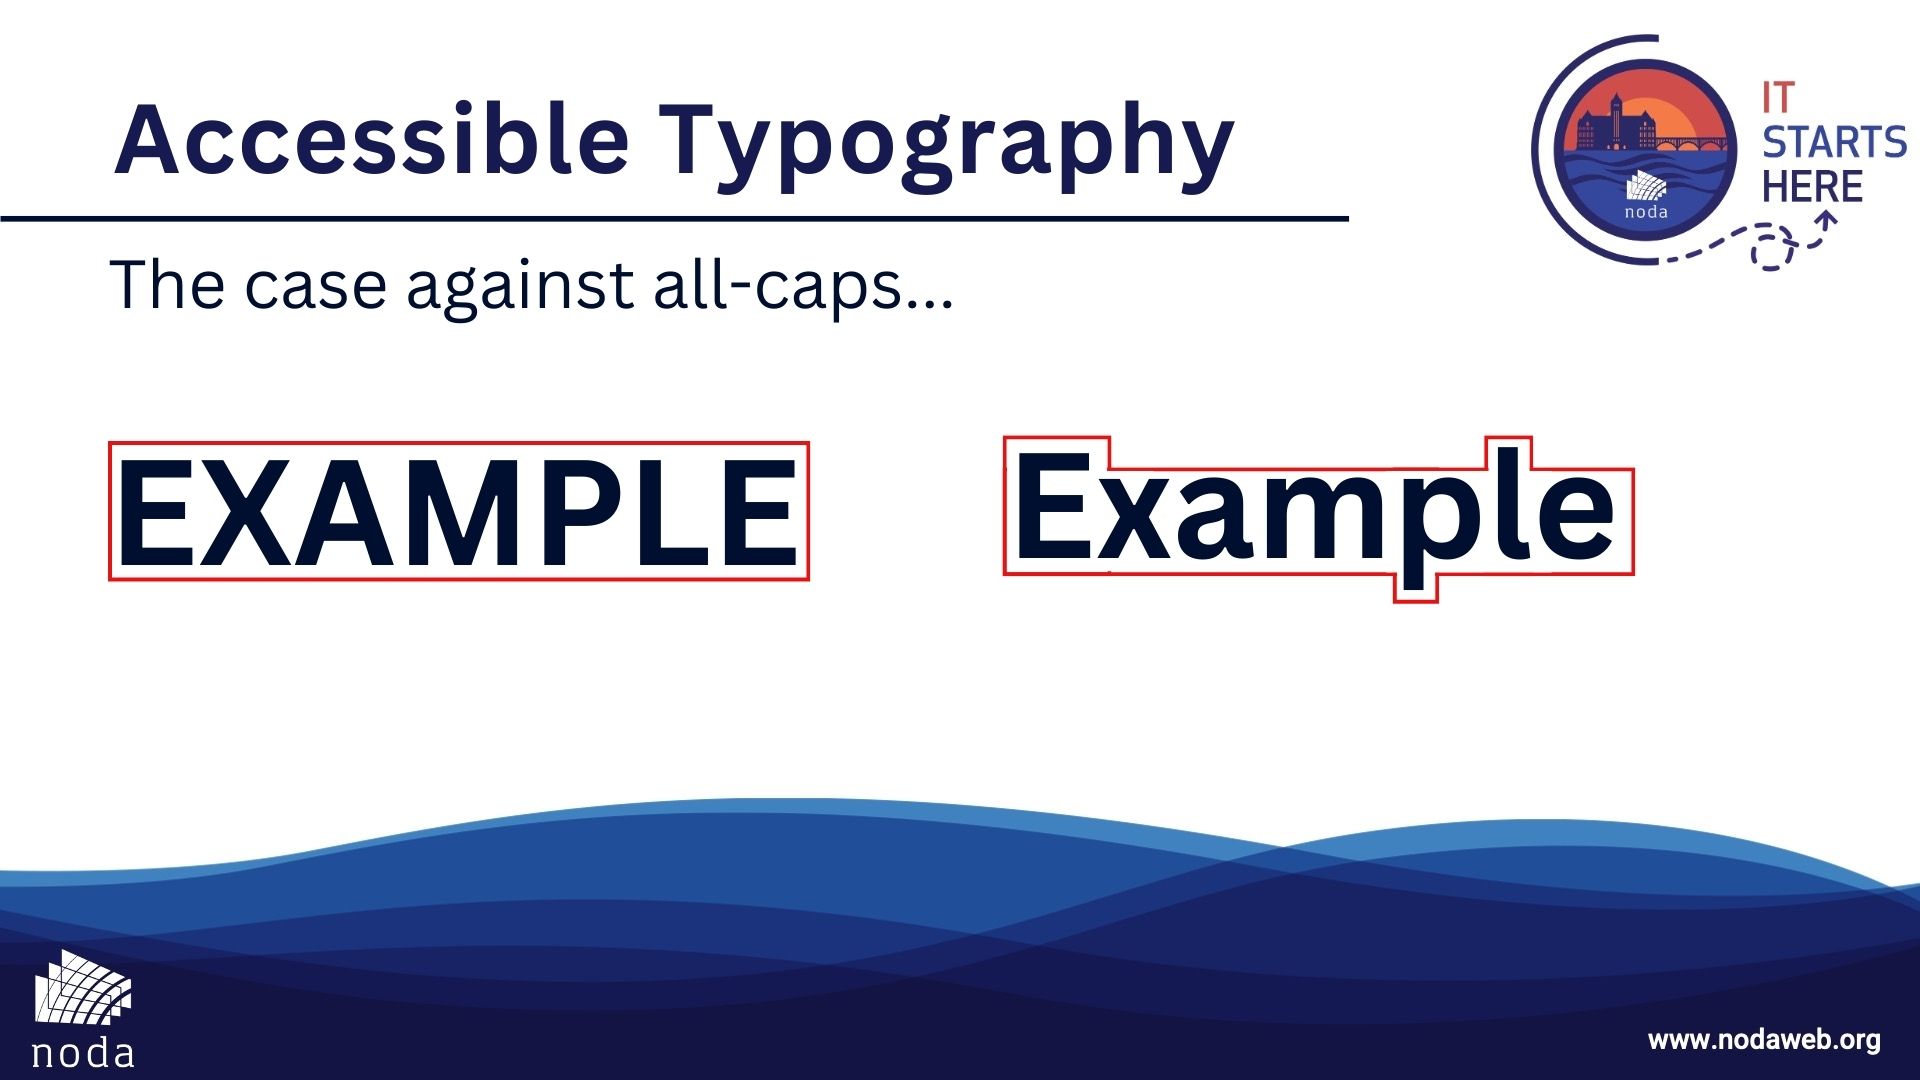 Accessible Typography
IT
STARTS
HERE
noda
The case against all-caps...
EXAMPLE
Example
noda
www.nodaweb.org